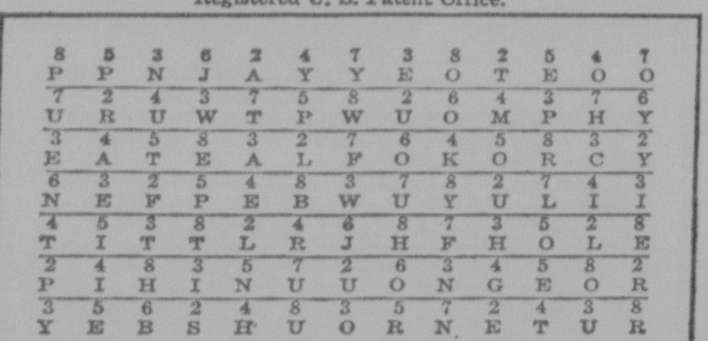 Registered U. S. Patent Office.
8 5 3 6 2 4 7 3 8 2 5 4 7
P P N J A Y Y E O T E O O
7 2 4 3 7 5 8 2 6 4 3 7 6
U R U W T P W U O M P H Y
3 4 5 8 3 2 7 6 4 5 8 3 2
E A T E A L F O K O R C Y
6 3 2 5 4 8 3 7 8 2 7 4 3
N E F P E B W U Y U L I I
4 5 3 8 2 4 6 8 7 3 5 2 8
T I T T L R J H F H O L E
2 4 8 3 5 7 2 6 3 4 5 8 2
P I H I N U U O N G E O R
3 5 6 2 4 8 3 5 7 2 4 3 8
Y E B S H U O R N E T U R